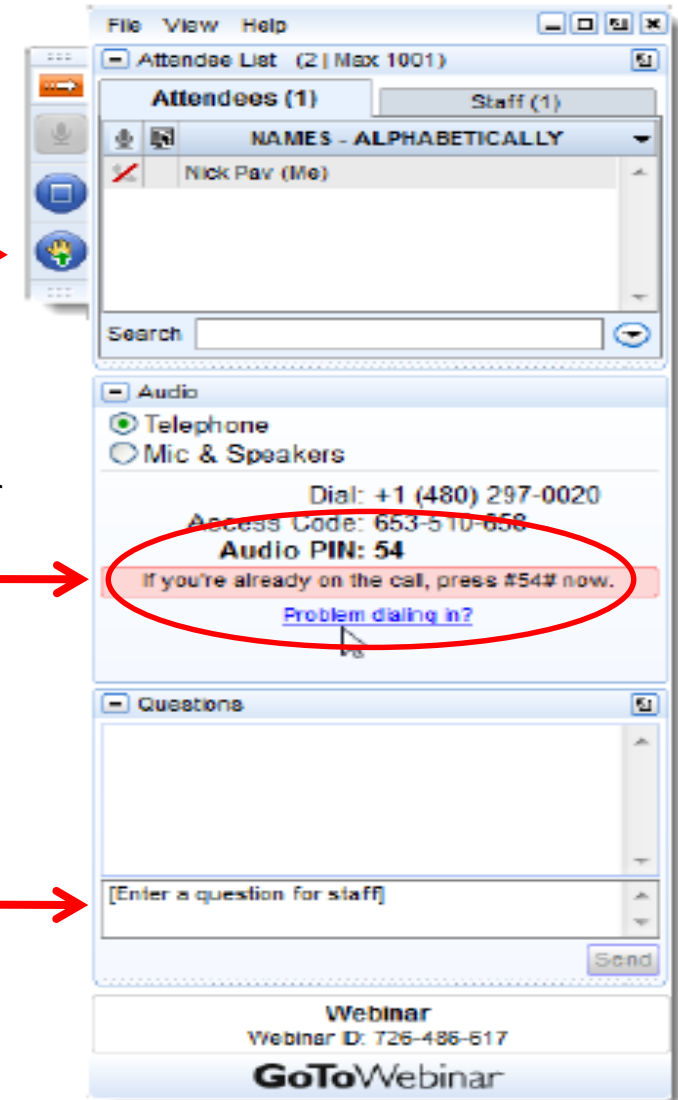 File View Help
Attendee List (2 | Max 1001)
Attendees (1) Staff (1)
NAMES - ALPHABETICALLY
Nick Pav (Me)
Search
Audio
Telephone
Mic & Speakers
Dial: +1 (480) 297-0020
Access Code: 653-510-658
Audio PIN: 54
If you're already on the call, press #54# now.
Problem dialing in?
Questions
[Enter a question for staff]
Send
Webinar
Webinar ID: 726-486-617
GoToWebinar